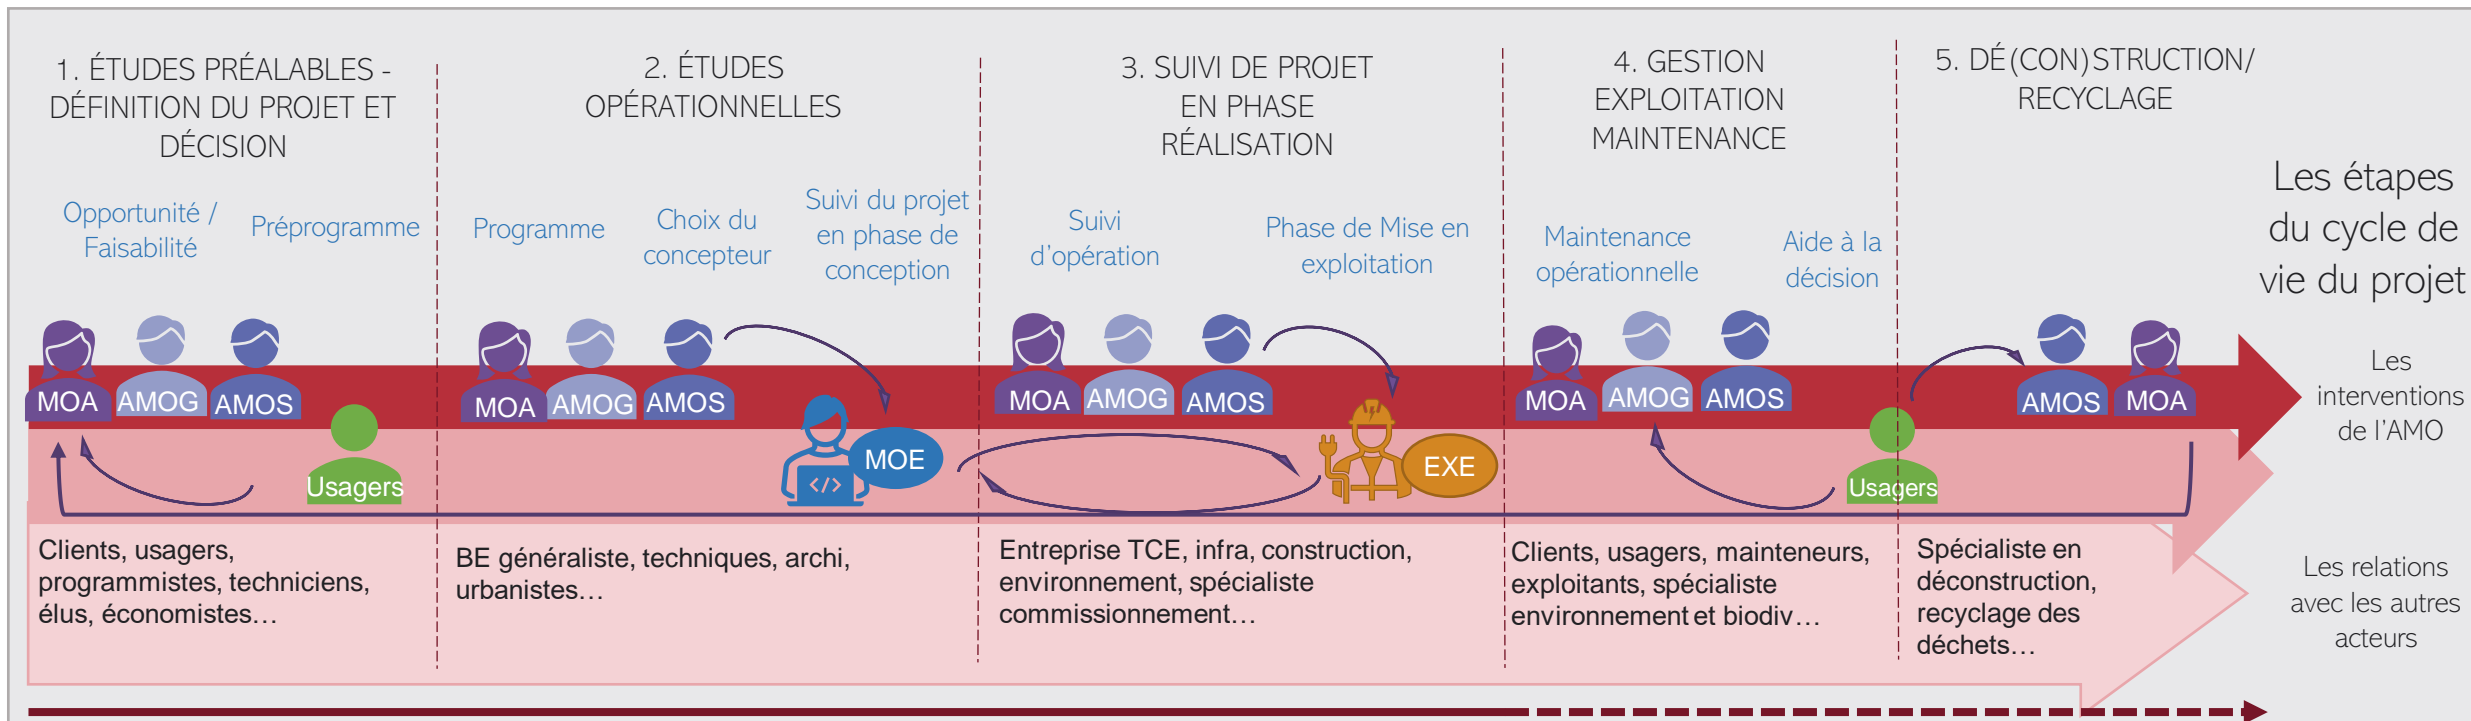 1. ÉTUDES PRÉALABLES -
DÉFINITION DU PROJET ET
DÉCISION
2. ÉTUDES
OPÉRATIONNELLES
3. SUIVI DE PROJET
EN PHASE
RÉALISATION
4. GESTION
EXPLOITATION
MAINTENANCE
5. DÉ(CON)STRUCTION/
RECYCLAGE
Les étapes
du cycle de
vie du projet
Opportunité /
Faisabilité
Préprogramme
Programme
Choix du
concepteur
Suivi du projet
en phase de
conception
Suivi
d'opération
Phase de Mise en
exploitation
Maintenance
opérationnelle
Aide à la
décision
MOA
AMOG
AMOS
MOA
AMOG
AMOS
MOA
AMOG
AMOS
MOA
AMOG
AMOS
AMOS
MOA
Les
interventions
de l'AMO
Usagers
</>
MOE
EXE
Usagers
Clients, usagers,
programmistes, techniciens,
élus, économistes…
BE généraliste, techniques, archi,
urbanistes…
Entreprise TCE, infra, construction,
environnement, spécialiste
commissionnement…
Clients, usagers, mainteneurs,
exploitants, spécialiste
environnement et biodiv…
Spécialiste en
déconstruction,
recyclage des
déchets…
Les relations
avec les autres
acteurs